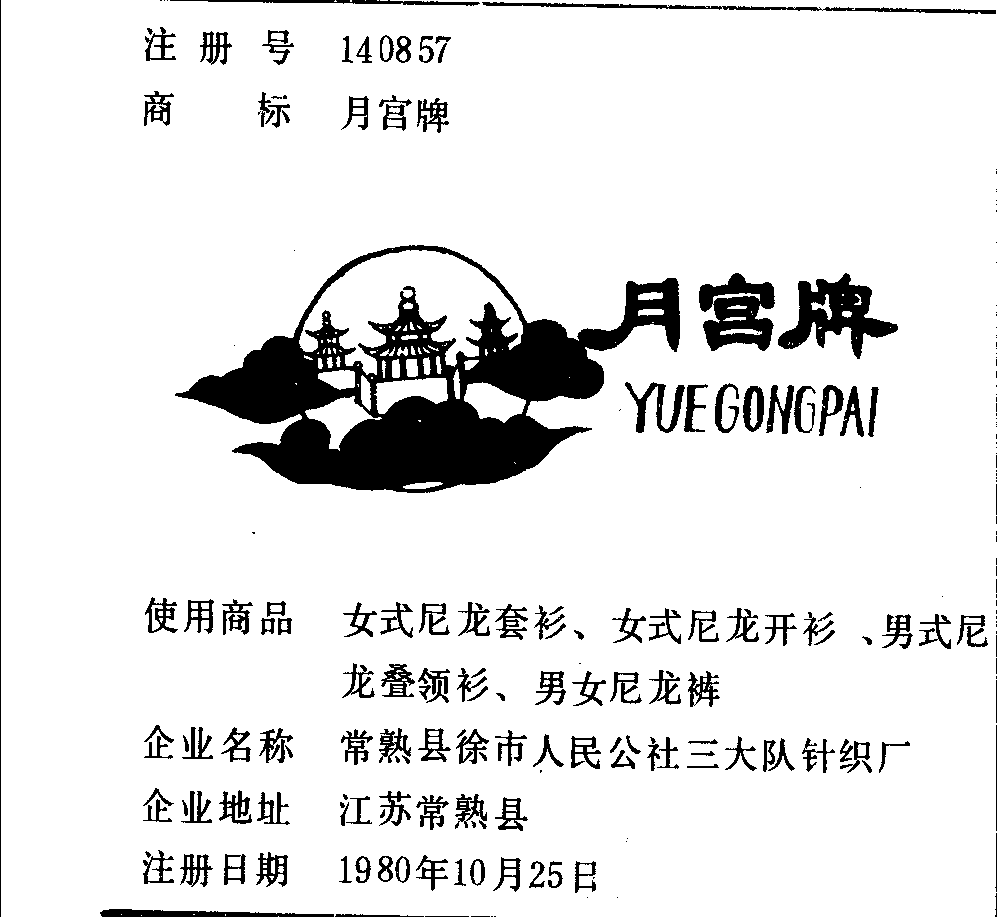 注册号 140857
商标 月宫牌
月宫牌
YUEGONGPAI
使用商品 女式尼龙套衫、女式尼龙开衫、男式尼
龙叠领衫、男女尼龙裤
企业名称 常熟县徐市人民公社三大队针织厂
企业地址 江苏常熟县
注册日期 1980年10月25日